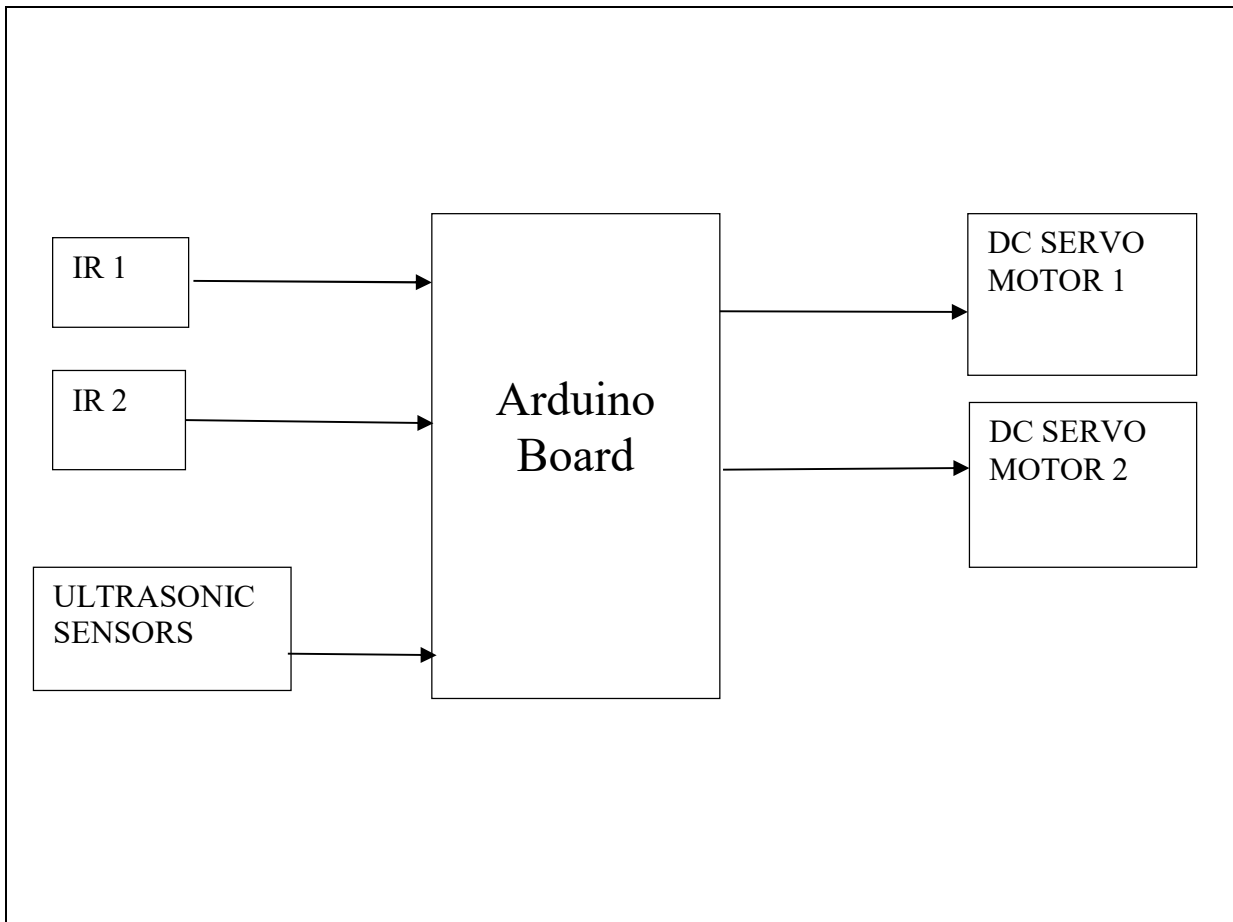 IR 1
IR 2
ULTRASONIC
SENSORS
Arduino
Board
DC SERVO
MOTOR 1
DC SERVO
MOTOR 2